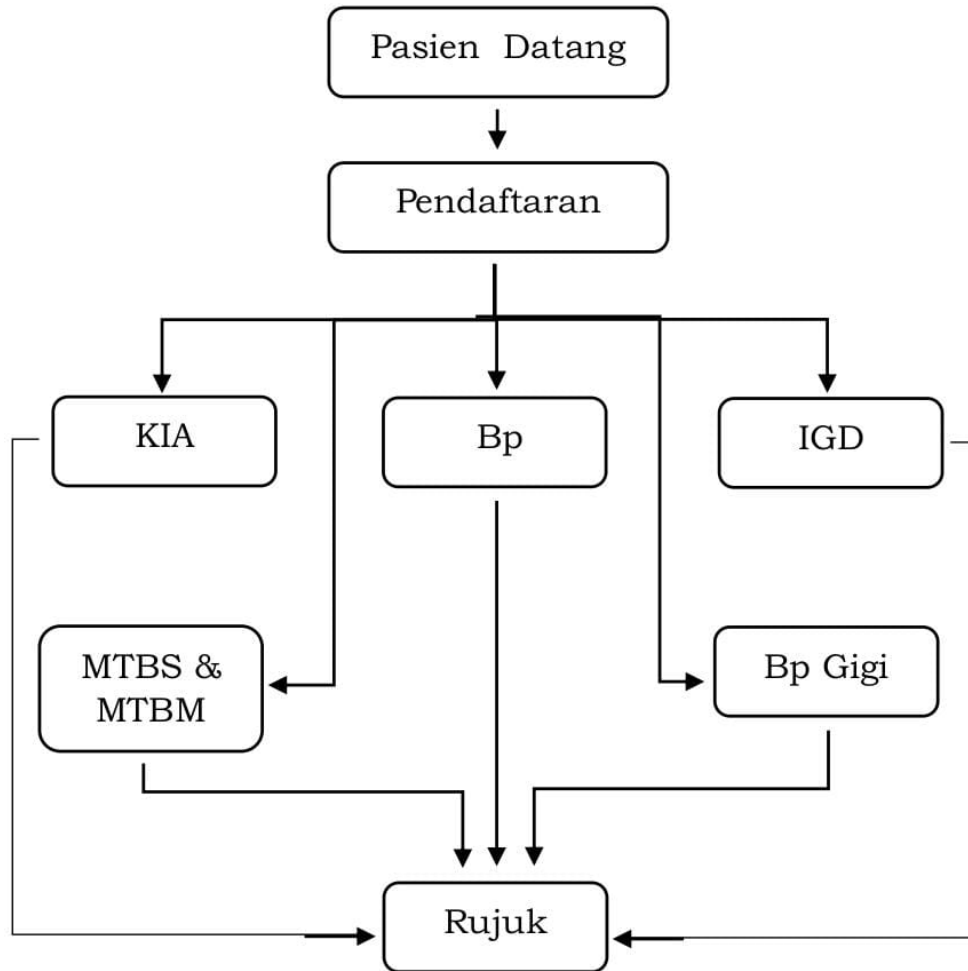 Pasien Datang
Pendaftaran
KIA
Bp
IGD
MTBS &
MTBM
Bp Gigi
Rujuk